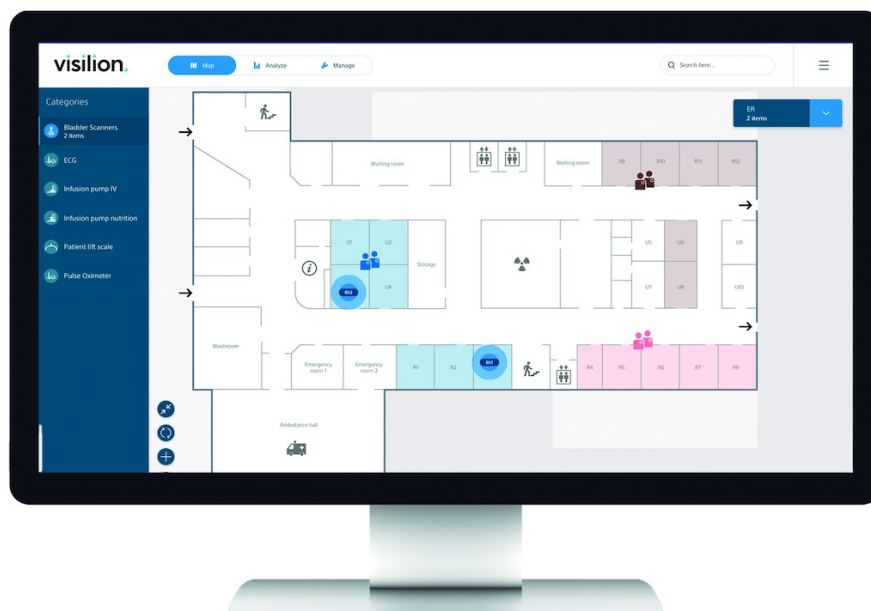 visilion.
Map
Analyze
Manage
Search here...
Categories
Bladder Scanners
2 items
ECG
Infusion pump IV
Infusion pump nutrition
Patient lift scale
Pulse Oximeter
ER
2 items
Waiting room
Waiting room
R9
R10
R11
R12
U1
U2
U4
BS2
Storage
U5
U6
U7
U8
U9
U10
Washroom
Emergency
room 1
Emergency
room 2
R1
R2
BS1
R4
R5
R6
R7
R8
Ambulance hall